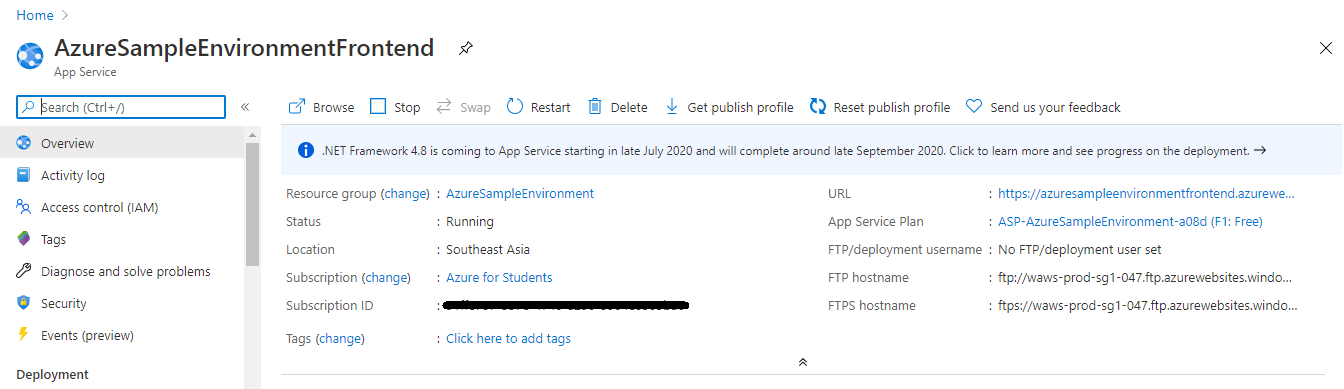 Home >
AzureSampleEnvironmentFrontend
App Service
Search (Ctrl+/)
«
Browse Stop Swap Restart Delete Get publish profile Reset publish profile Send us your feedback
.NET Framework 4.8 is coming to App Service starting in late July 2020 and will complete around late September 2020. Click to learn more and see progress on the deployment. →
Overview
Activity log
Access control (IAM)
Tags
Diagnose and solve problems
Security
Events (preview)
Deployment
Resource group (change) : AzureSampleEnvironment
Status : Running
Location : Southeast Asia
Subscription (change) : Azure for Students
Subscription ID :
Tags (change) : Click here to add tags
URL : https://azuresampleenvironmentfrontend.azurewe...
App Service Plan : ASP-AzureSampleEnvironment-a08d (F1: Free)
FTP/deployment username : No FTP/deployment user set
FTP hostname : ftp://waws-prod-sg1-047.ftp.azurewebsites.windo...
FTPS hostname : ftps://waws-prod-sg1-047.ftp.azurewebsites.windo...